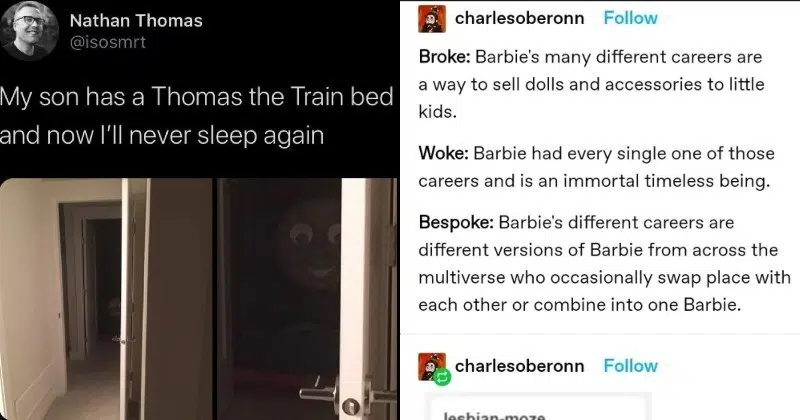 Nathan Thomas
@isosmrt
My son has a Thomas the Train bed
and now I'll never sleep again
charlesoberonn Follow
Broke: Barbie's many different careers are
a way to sell dolls and accessories to little
kids.
Woke: Barbie had every single one of those
careers and is an immortal timeless being.
Bespoke: Barbie's different careers are
different versions of Barbie from across the
multiverse who occasionally swap place with
each other or combine into one Barbie.
charlesoberonn Follow
lesbian-moze